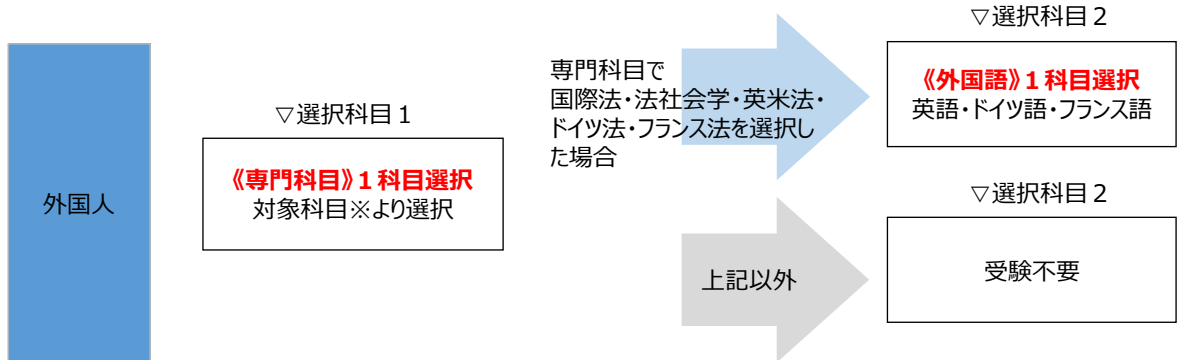 外国人
▽選択科目1
《専門科目》1科目選択
対象科目※より選択
専門科目で
国際法・法社会学・英米法・
ドイツ法・フランス法を選択し
た場合
▽選択科目2
《外国語》1科目選択
英語・ドイツ語・フランス語
上記以外
▽選択科目2
受験不要